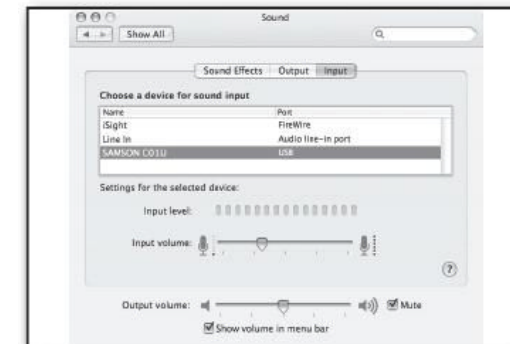 Sound
Show All
Sound Effects Output Input
Choose a device for sound input
Name Port
iSight FireWire
Line In Audio line-in port
SAMSON C01U USB
Settings for the selected device:
Input level:
Input volume:
?
Output volume: Mute
Show volume in menu bar